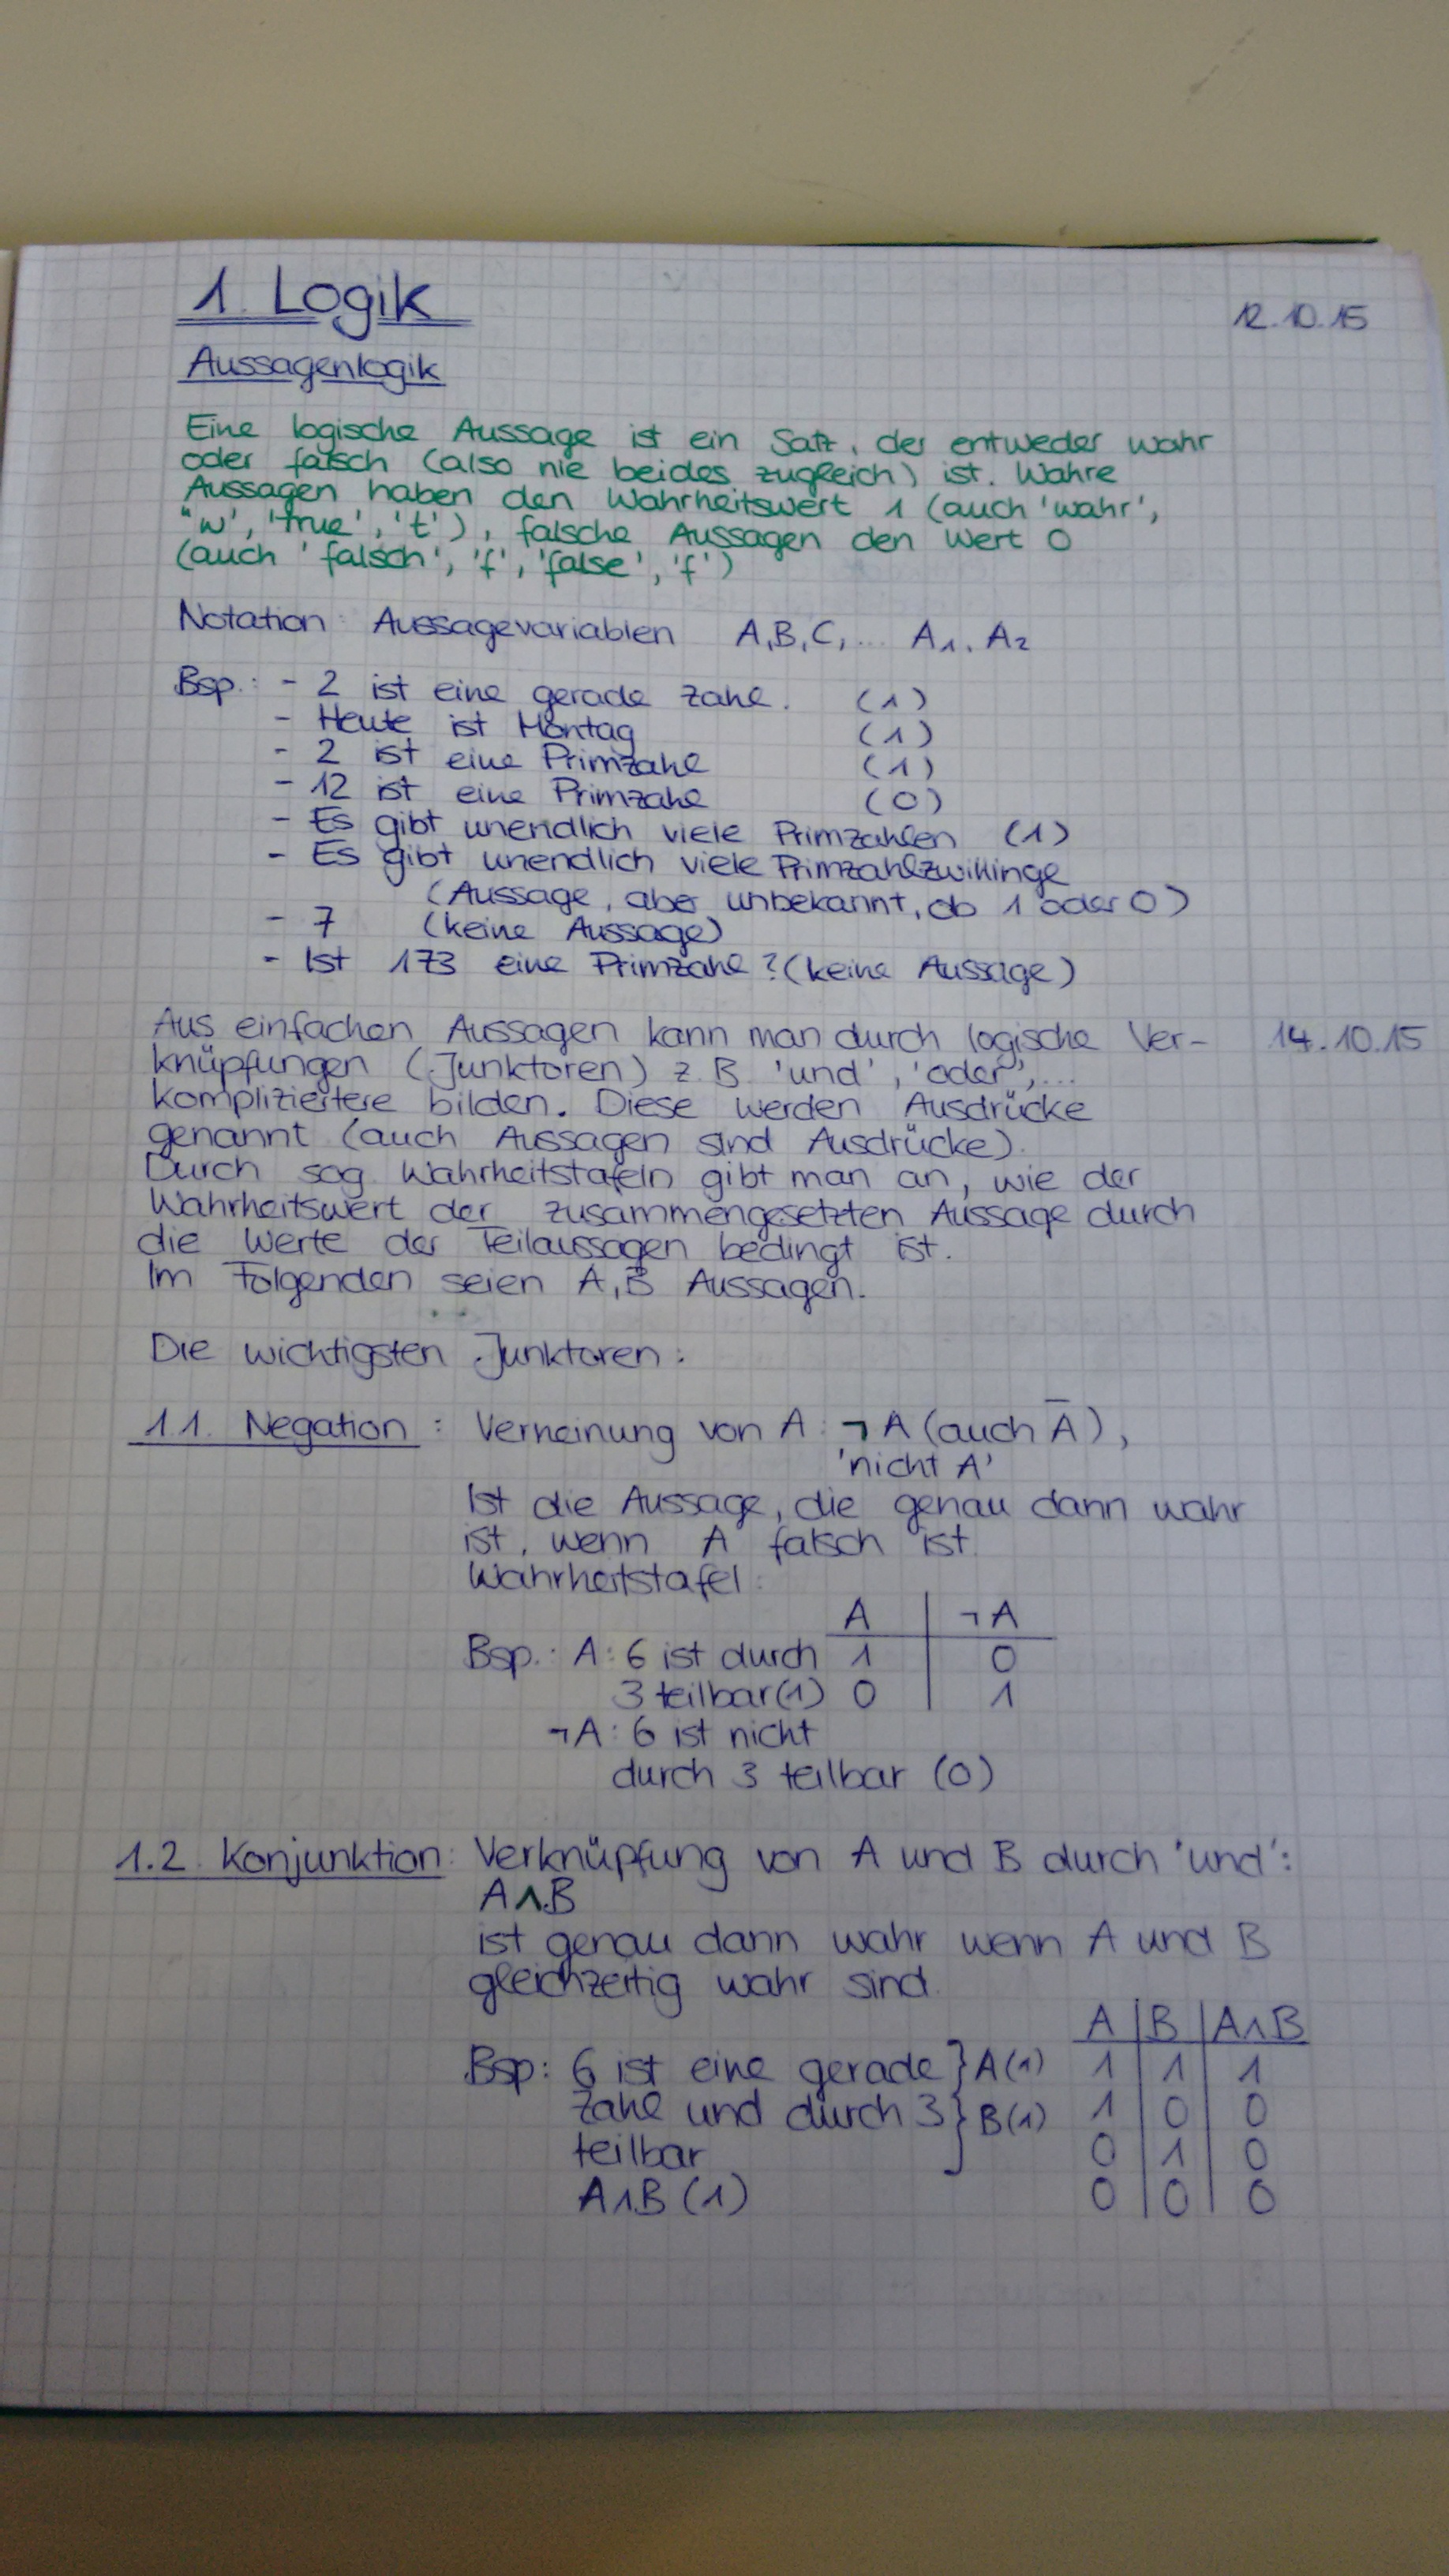 1. Logik
12.10.15
Aussagenlogik
Eine logische Aussage ist ein Satz, der entweder wahr
oder falsch (also nie beides zugleich) ist. Wahre
Aussagen haben den Wahrheitswert 1 (auch 'wahr',
"w', 'true', 't'), falsche Aussagen den Wert 0
(auch 'falsch', 'f', 'false', 'f')
Notation: Aussagevariablen A, B, C, ... A₁, A₂
Bsp.: - 2 ist eine gerade Zahl. (1)
- Heute ist Montag (1)
- 2 ist eine Primzahl (1)
- 12 ist eine Primzahl (0)
- Es gibt unendlich viele Primzahlen (1)
- Es gibt unendlich viele Primzahlzwillinge
(Aussage, aber unbekannt, ob 1 oder 0)
- 7 (keine Aussage)
- Ist 173 eine Primzahl? (keine Aussage)
Aus einfachen Aussagen kann man durch logische Ver- 14.10.15
knüpfungen (Junktoren) z.B. 'und', 'oder', ...
kompliziertere bilden. Diese werden Ausdrücke
genannt (auch Aussagen sind Ausdrücke).
Durch sog. Wahrheitstafeln gibt man an, wie der
Wahrheitswert der zusammengesetzten Aussage durch
die Werte der Teilaussagen bedingt ist.
Im Folgenden seien A, B Aussagen.
Die wichtigsten Junktoren:
1.1. Negation: Verneinung von A: ¬A (auch A̅),
'nicht A'
Ist die Aussage, die genau dann wahr
ist, wenn A falsch ist.
Wahrheitstafel:
A | ¬A
Bsp.: A: 6 ist durch 1 | 0
3 teilbar (1) 0 | 1
¬A: 6 ist nicht
durch 3 teilbar (0)
1.2. Konjunktion: Verknüpfung von A und B durch 'und':
A∧B
ist genau dann wahr wenn A und B
gleichzeitig wahr sind.
A | B | A∧B
Bsp: 6 ist eine gerade } A(1) 1 | 1 | 1
Zahl und durch 3 } B(1) 1 | 0 | 0
teilbar 0 | 1 | 0
A∧B (1) 0 | 0 | 0